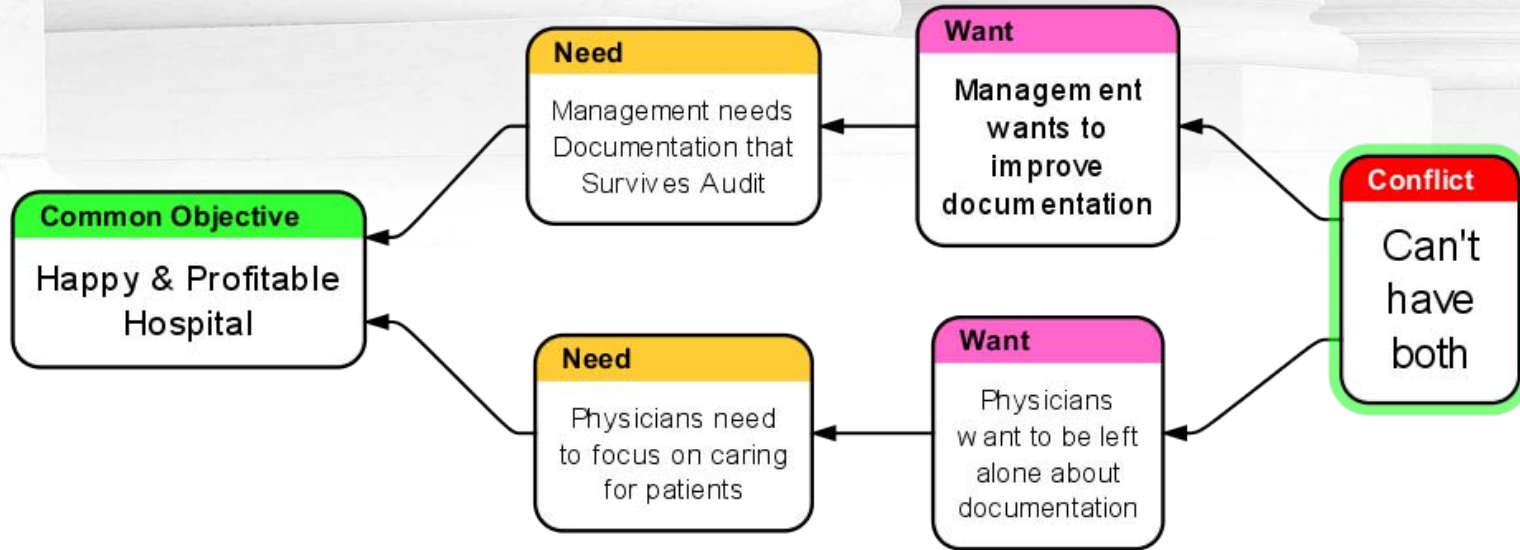 Common Objective
Happy & Profitable
Hospital
Need
Management needs
Documentation that
Survives Audit
Want
Management
wants to
improve
documentation
Need
Physicians need
to focus on caring
for patients
Want
Physicians
want to be left
alone about
documentation
Conflict
Can't
have
both